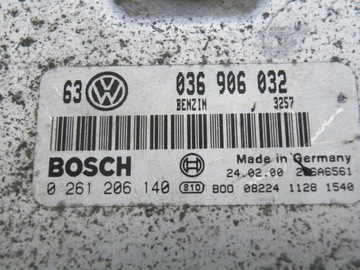 63 VW 036 906 032
BENZIN 3257
BOSCH Made in Germany
24.02.00
0 261 206 140 810 B00 08224 1128 1540